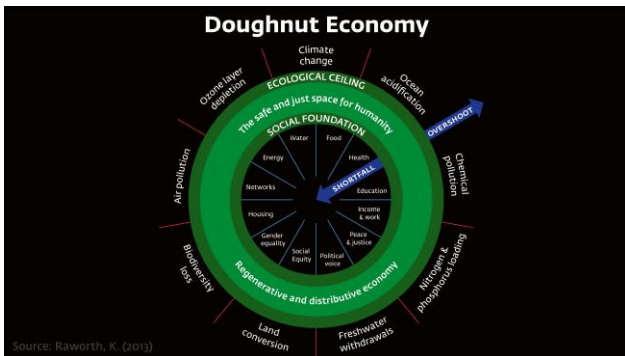 Doughnut Economy
Climate
change
Ocean
acidification
Chemical
pollution
Nitrogen &
phosphorus loading
Freshwater
withdrawals
Land
conversion
Biodiversity
loss
Air pollution
Ozone layer
depletion
ECOLOGICAL CEILING
The safe and just space for humanity
SOCIAL FOUNDATION
OVERSHOOT
SHORTFALL
Water
Food
Health
Education
Income
& work
Peace
& justice
Political
voice
Social
Equity
Gender
equality
Housing
Networks
Energy
Regenerative and distributive economy
Source: Raworth, K. (2013)